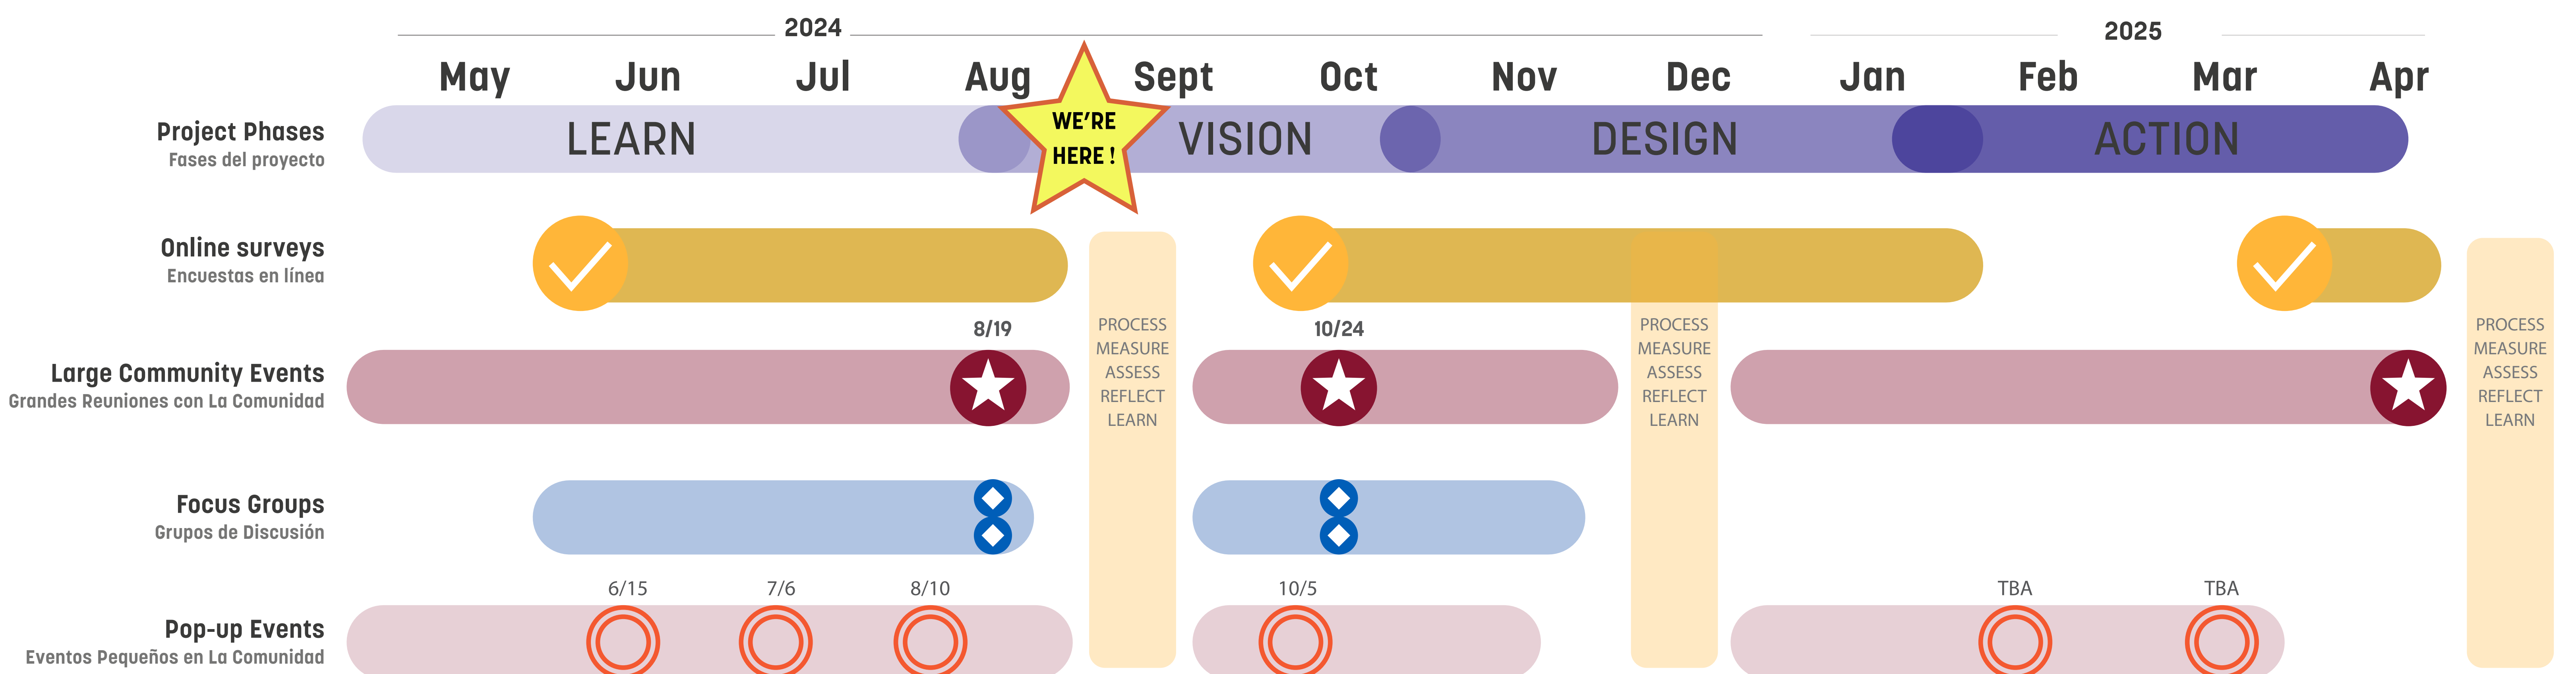 2024
2025
May Jun Jul Aug Sept Oct Nov Dec Jan Feb Mar Apr
Project Phases
Fases del proyecto
LEARN
WE'RE
HERE !
VISION
DESIGN
ACTION
Online surveys
Encuestas en línea
Large Community Events
Grandes Reuniones con La Comunidad
8/19
10/24
PROCESS
MEASURE
ASSESS
REFLECT
LEARN
PROCESS
MEASURE
ASSESS
REFLECT
LEARN
PROCESS
MEASURE
ASSESS
REFLECT
LEARN
Focus Groups
Grupos de Discusión
Pop-up Events
Eventos Pequeños en La Comunidad
6/15
7/6
8/10
10/5
TBA
TBA